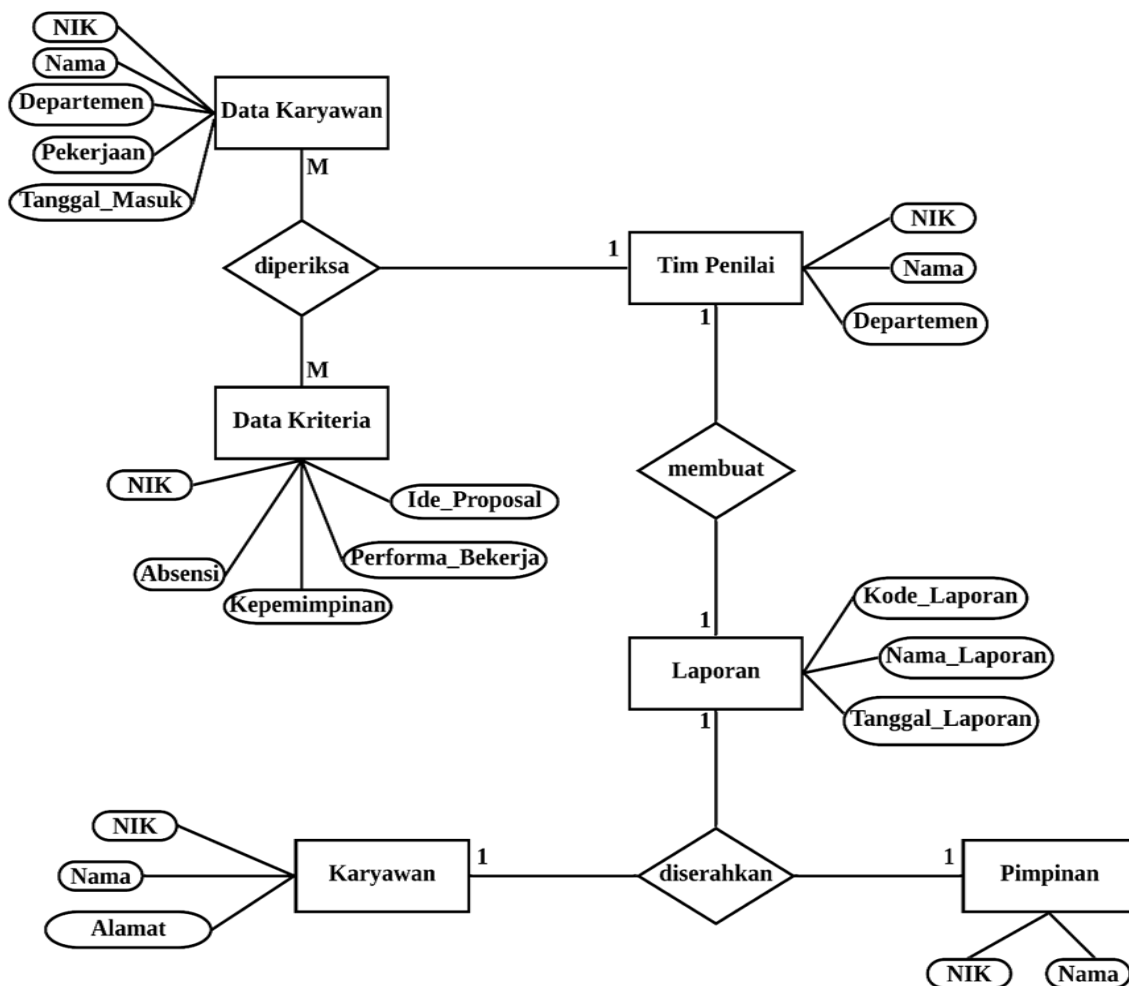 NIK
Nama
Departemen
Data Karyawan
Pekerjaan
Tanggal_Masuk
M
diperiksa
1
Tim Penilai
NIK
Nama
Departemen
1
M
Data Kriteria
NIK
Ide_Proposal
Absensi
Performa_Bekerja
Kepemimpinan
membuat
1
Laporan
Kode_Laporan
Nama_Laporan
Tanggal_Laporan
1
NIK
Nama
Alamat
Karyawan
1
diserahkan
1
Pimpinan
NIK
Nama